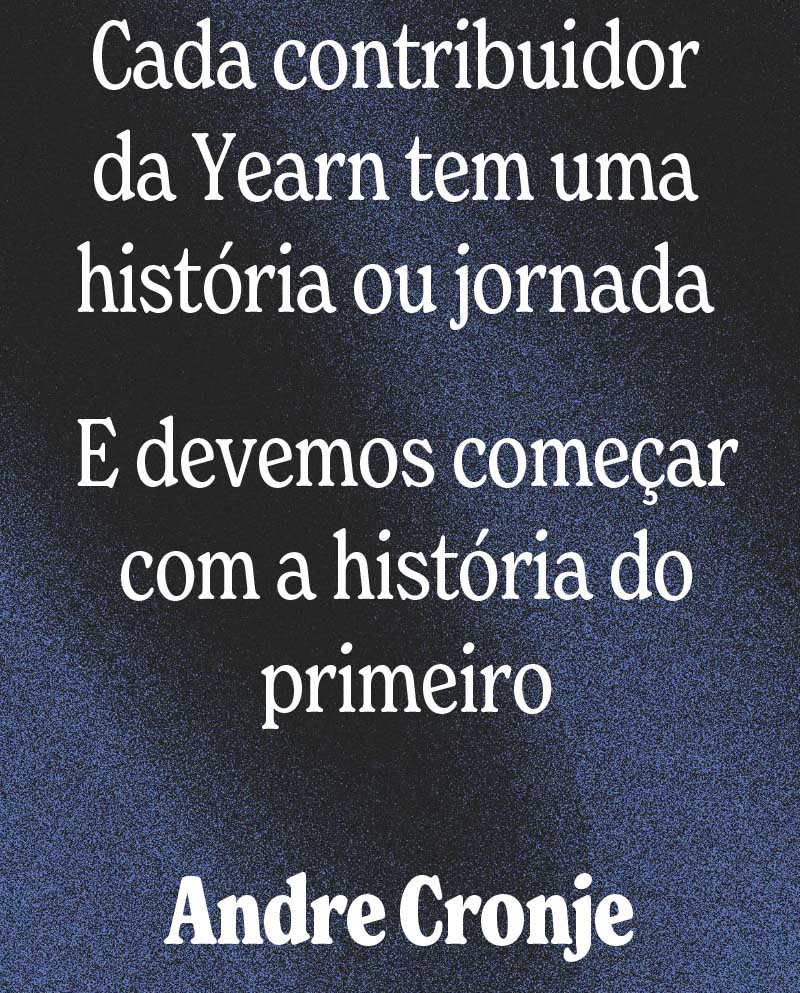 Cada contribuidor
da Yearn tem uma
história ou jornada
E devemos começar
com a história do
primeiro
Andre Cronje